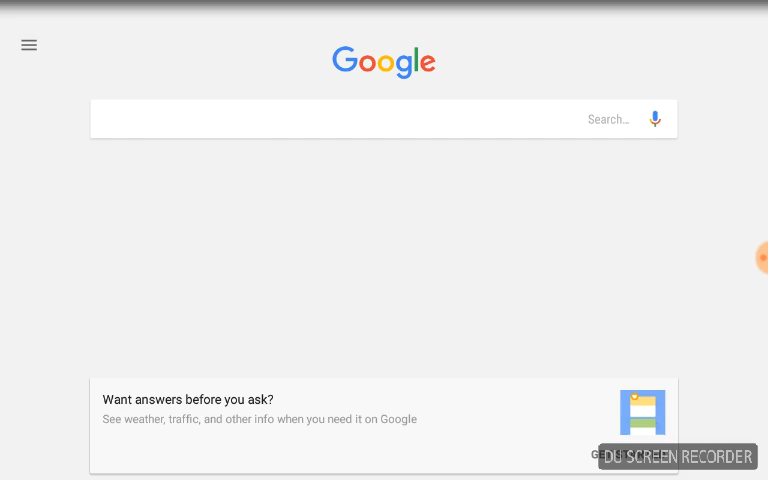 Google
Search...
Want answers before you ask?
See weather, traffic, and other info when you need it on Google
DU SCREEN RECORDER